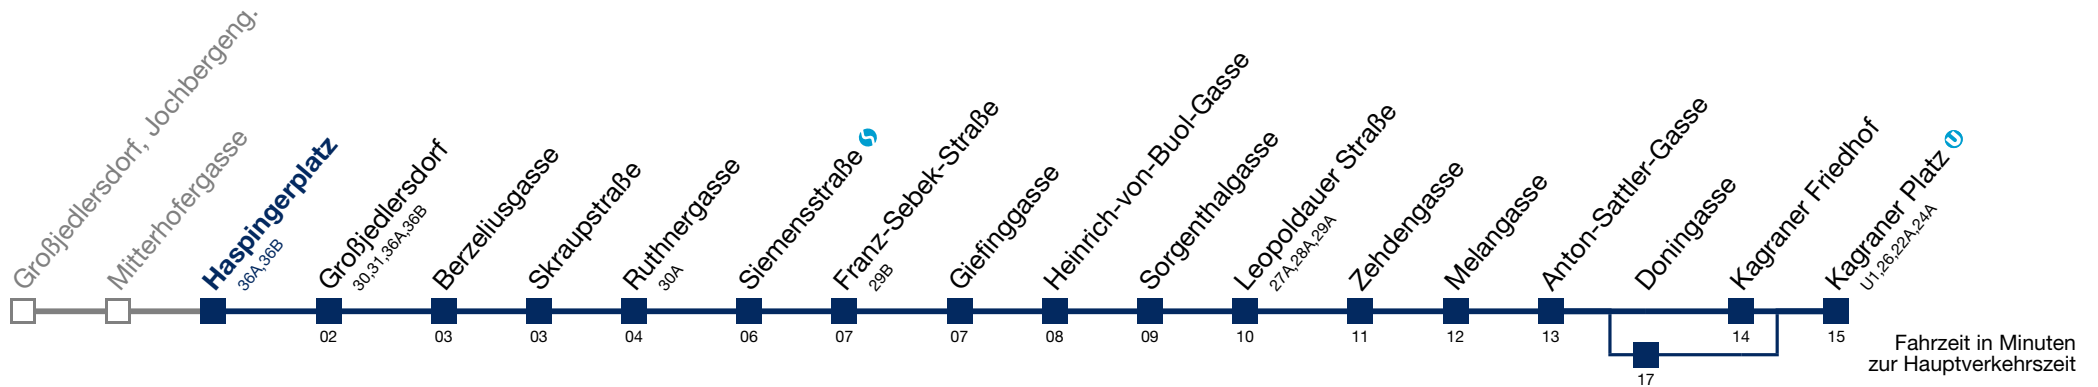 Großjedlersdorf, Jochbergeng.
Mitterhofergasse
Haspingerplatz
36A,36B
Großjedlersdorf
30,31,36A,36B
02
Berzeliusgasse
03
Skraupstraße
03
Ruthnergasse
30A
04
Siemensstraße
06
Franz-Sebek-Straße
29B
07
Giefinggasse
07
Heinrich-von-Buol-Gasse
08
Sorgenthalgasse
09
Leopoldauer Straße
27A,28A,29A
10
Zehdengasse
11
Melangasse
12
Anton-Sattler-Gasse
13
Doningasse
17
Kagraner Friedhof
14
Kagraner Platz U
U1,26,22A,24A
15
Fahrzeit in Minuten
zur Hauptverkehrszeit